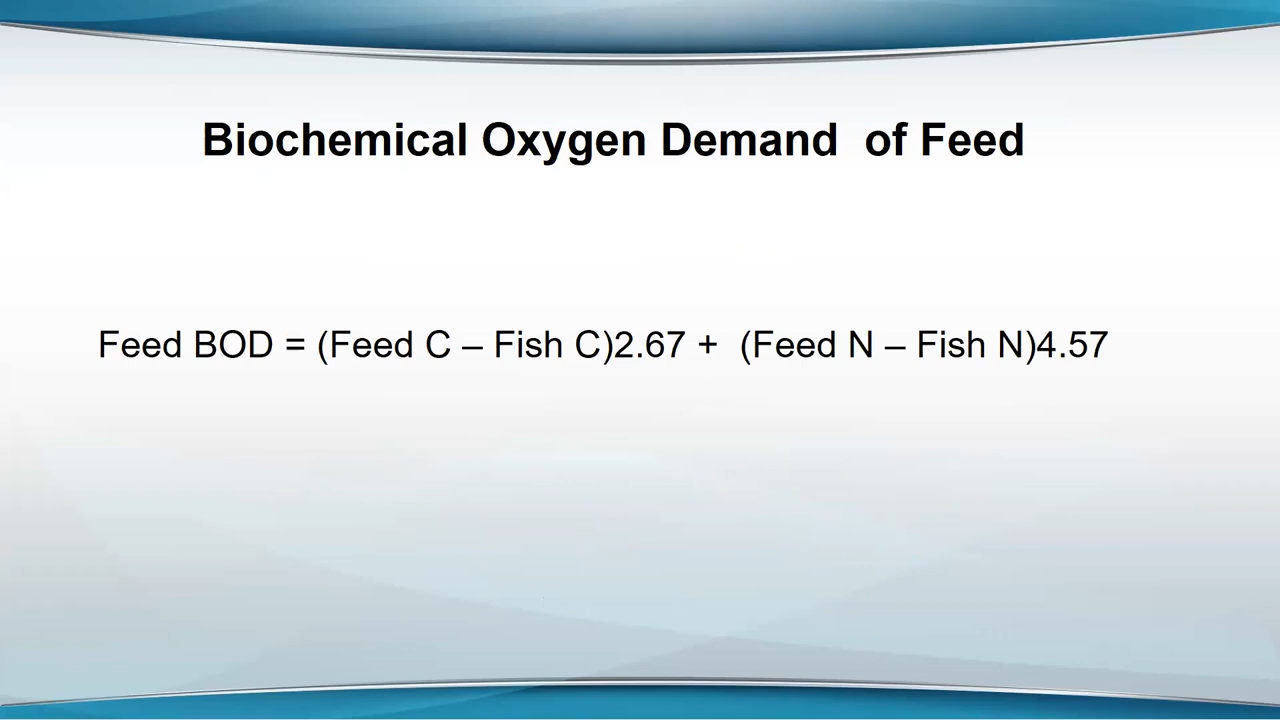 Biochemical Oxygen Demand  of Feed
Feed BOD = (Feed C – Fish C)2.67 +  (Feed N – Fish N)4.57